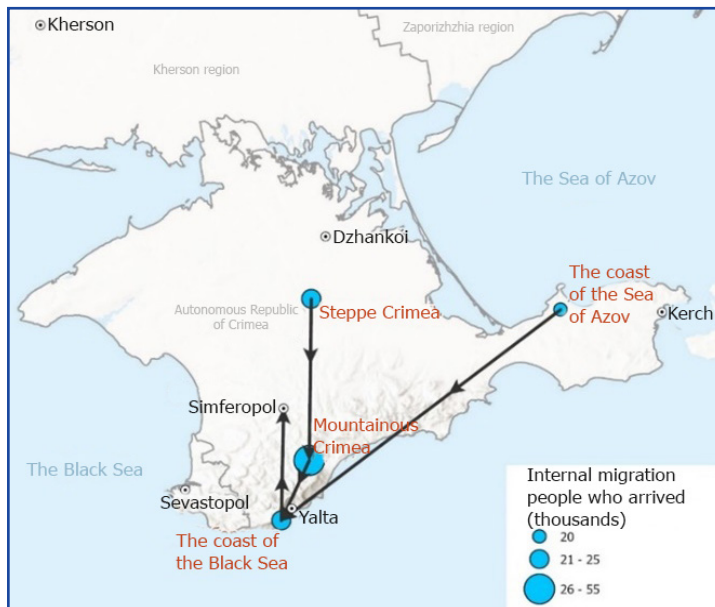 Kherson
Zaporizhzhia region
Kherson region
The Sea of Azov
Dzhankoi
The coast
of the Sea
of Azov
Steppe Crimea
Autonomous Republic
of Crimea
Kerch
Simferopol
Mountainous
Crimea
The Black Sea
Sevastopol
Yalta
The coast of
the Black Sea
Internal migration
people who arrived
(thousands)
20
21 - 25
26 - 55